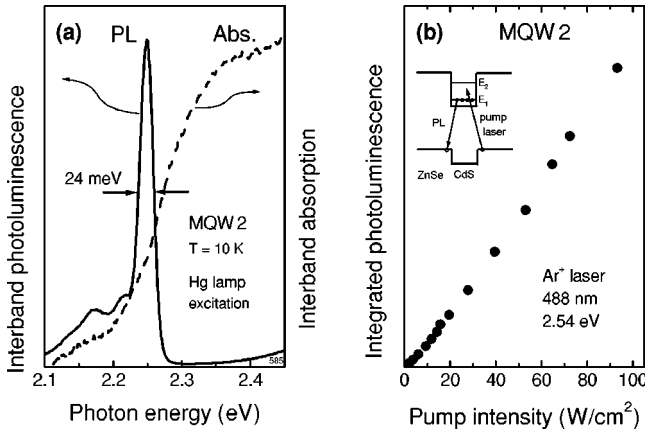 (a) PL Abs.
Interband photoluminescence
24 meV
MQW 2
T = 10 K
Hg lamp
excitation
585
Interband absorption
2.1 2.2 2.3 2.4
Photon energy (eV)
(b) MQW 2
Integrated photoluminescence
E2
E1
PL
pump
laser
ZnSe CdS
Ar+ laser
488 nm
2.54 eV
0 20 40 60 80 100
Pump intensity (W/cm²)